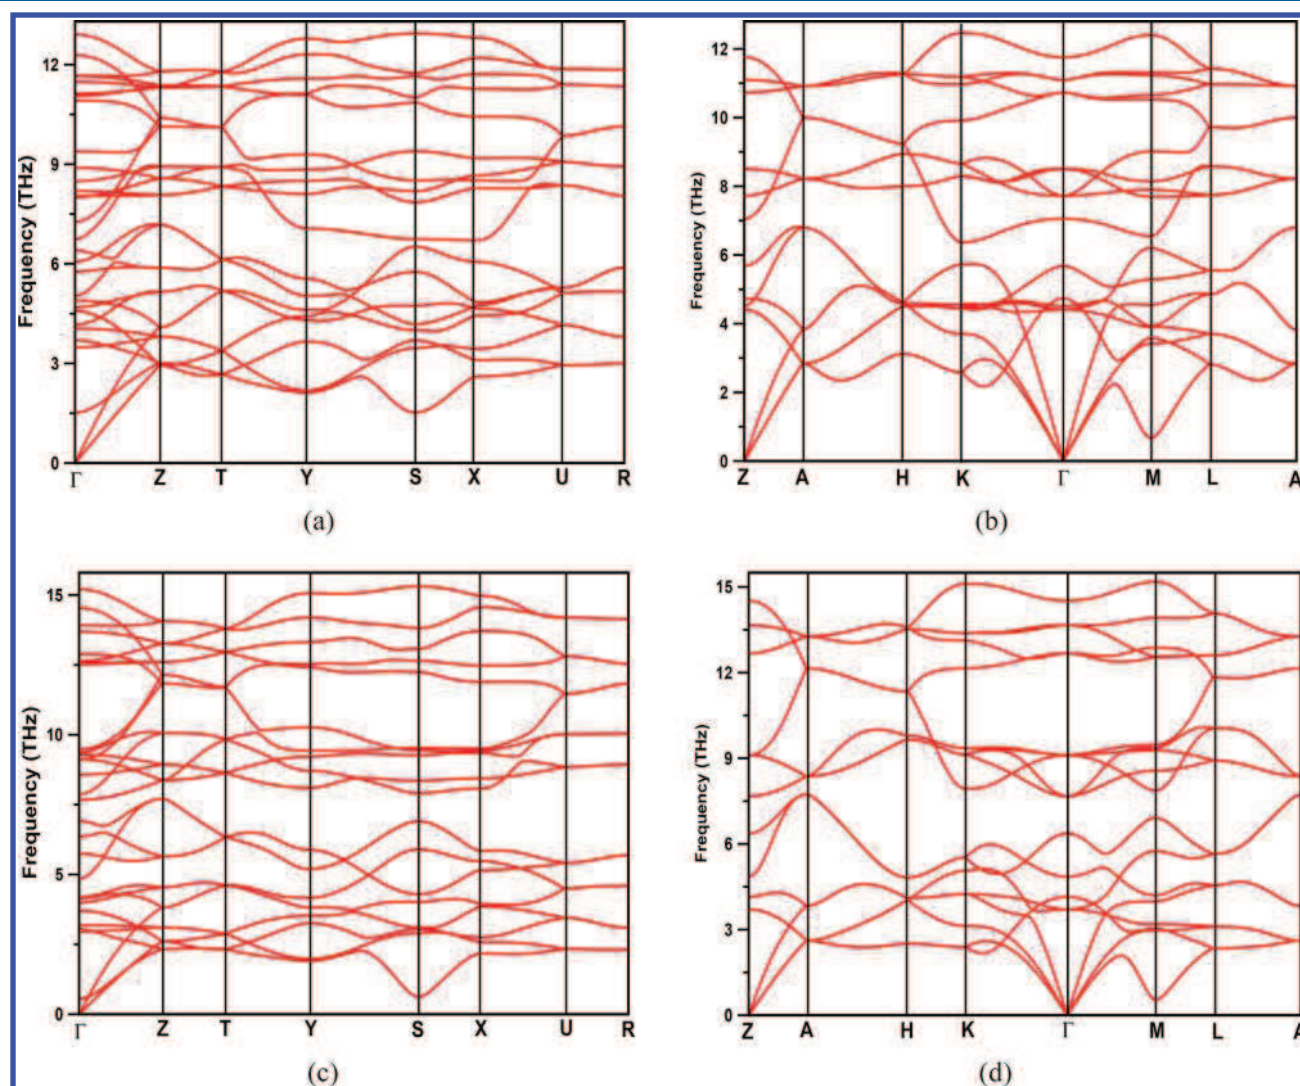 12
9
6
3
0
Frequency (THz)
Γ Z T Y S X U R
(a)
12
10
8
6
4
2
0
Frequency (THz)
Z A H K Γ M L A
(b)
15
10
5
0
Frequency (THz)
Γ Z T Y S X U R
(c)
15
12
9
6
3
0
Frequency (THz)
Z A H K Γ M L A
(d)